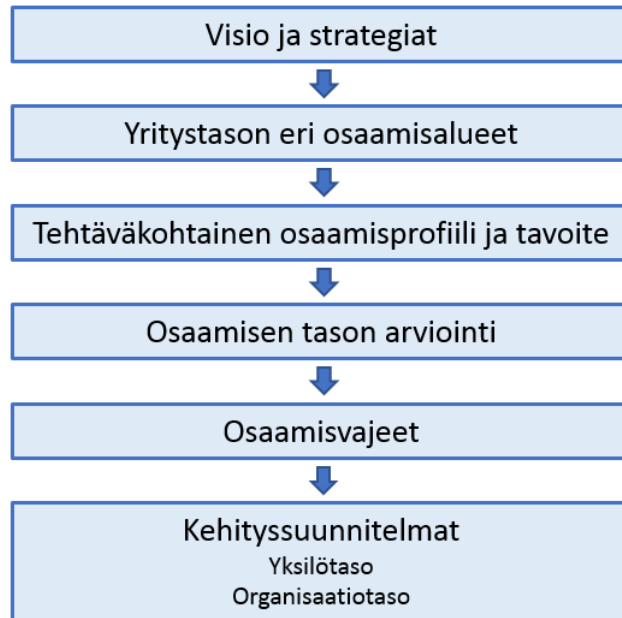 Visio ja strategiat
Yritystason eri osaamisalueet
Tehtäväkohtainen osaamisprofiili ja tavoite
Osaamisen tason arviointi
Osaamisvajeet
Kehityssuunnitelmat
Yksilötaso
Organisaatiotaso